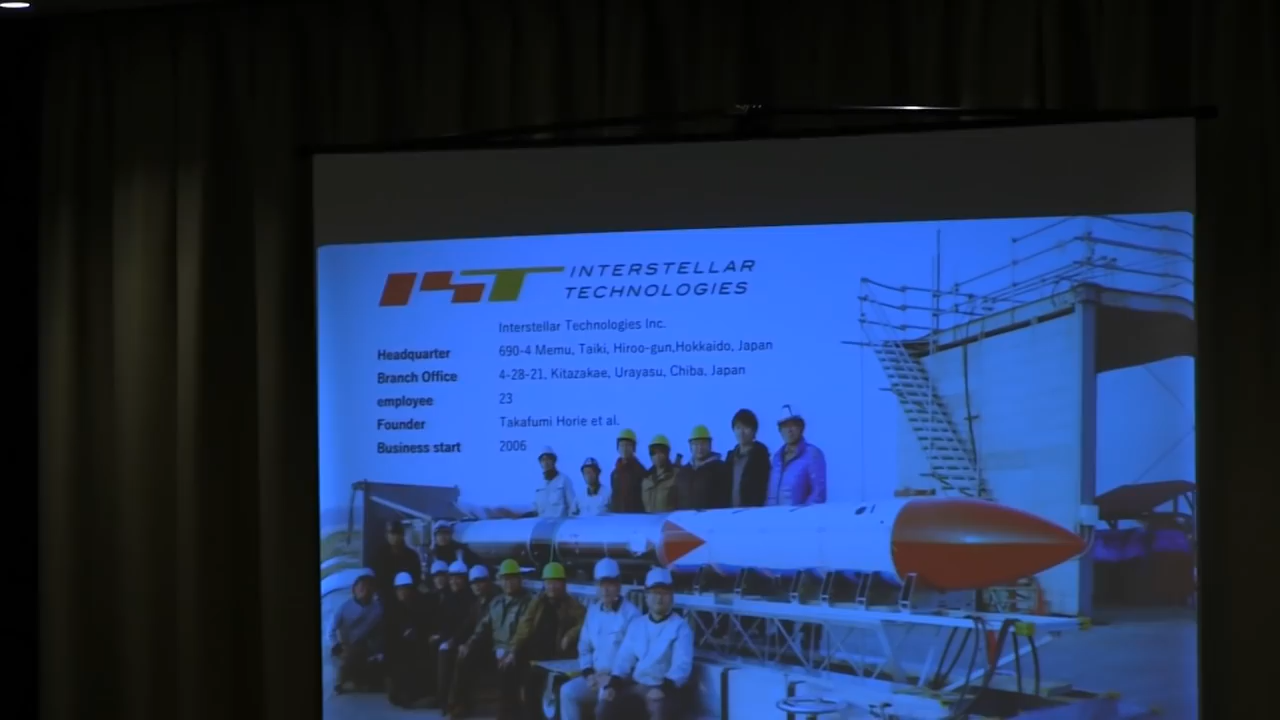 IST INTERSTELLAR
TECHNOLOGIES
Interstellar Technologies Inc.
Headquarter 690-4 Memu, Taiki, Hiroo-gun,Hokkaido, Japan
Branch Office 4-28-21, Kitazakae, Urayasu, Chiba, Japan
employee 23
Founder Takafumi Horie et al.
Business start 2006